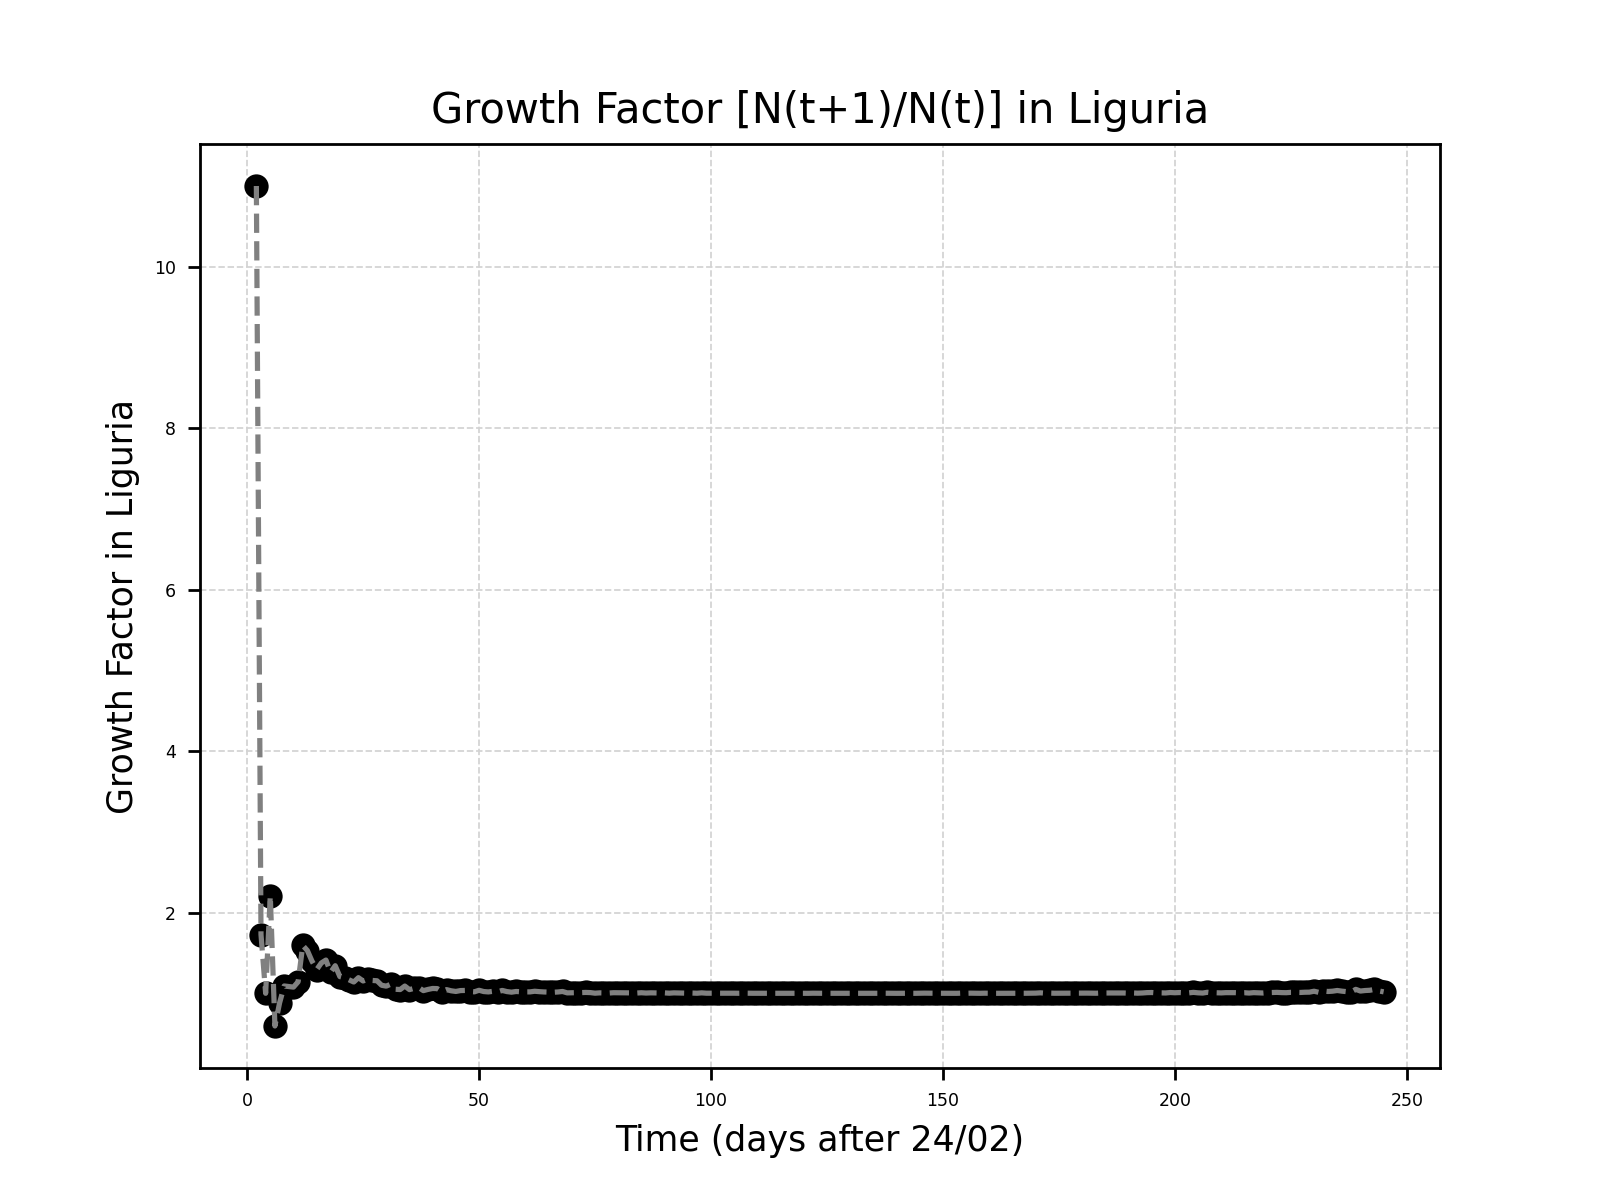 Growth Factor [N(t+1)/N(t)] in Liguria
Growth Factor in Liguria
10
8
6
4
2
0 50 100 150 200 250
Time (days after 24/02)